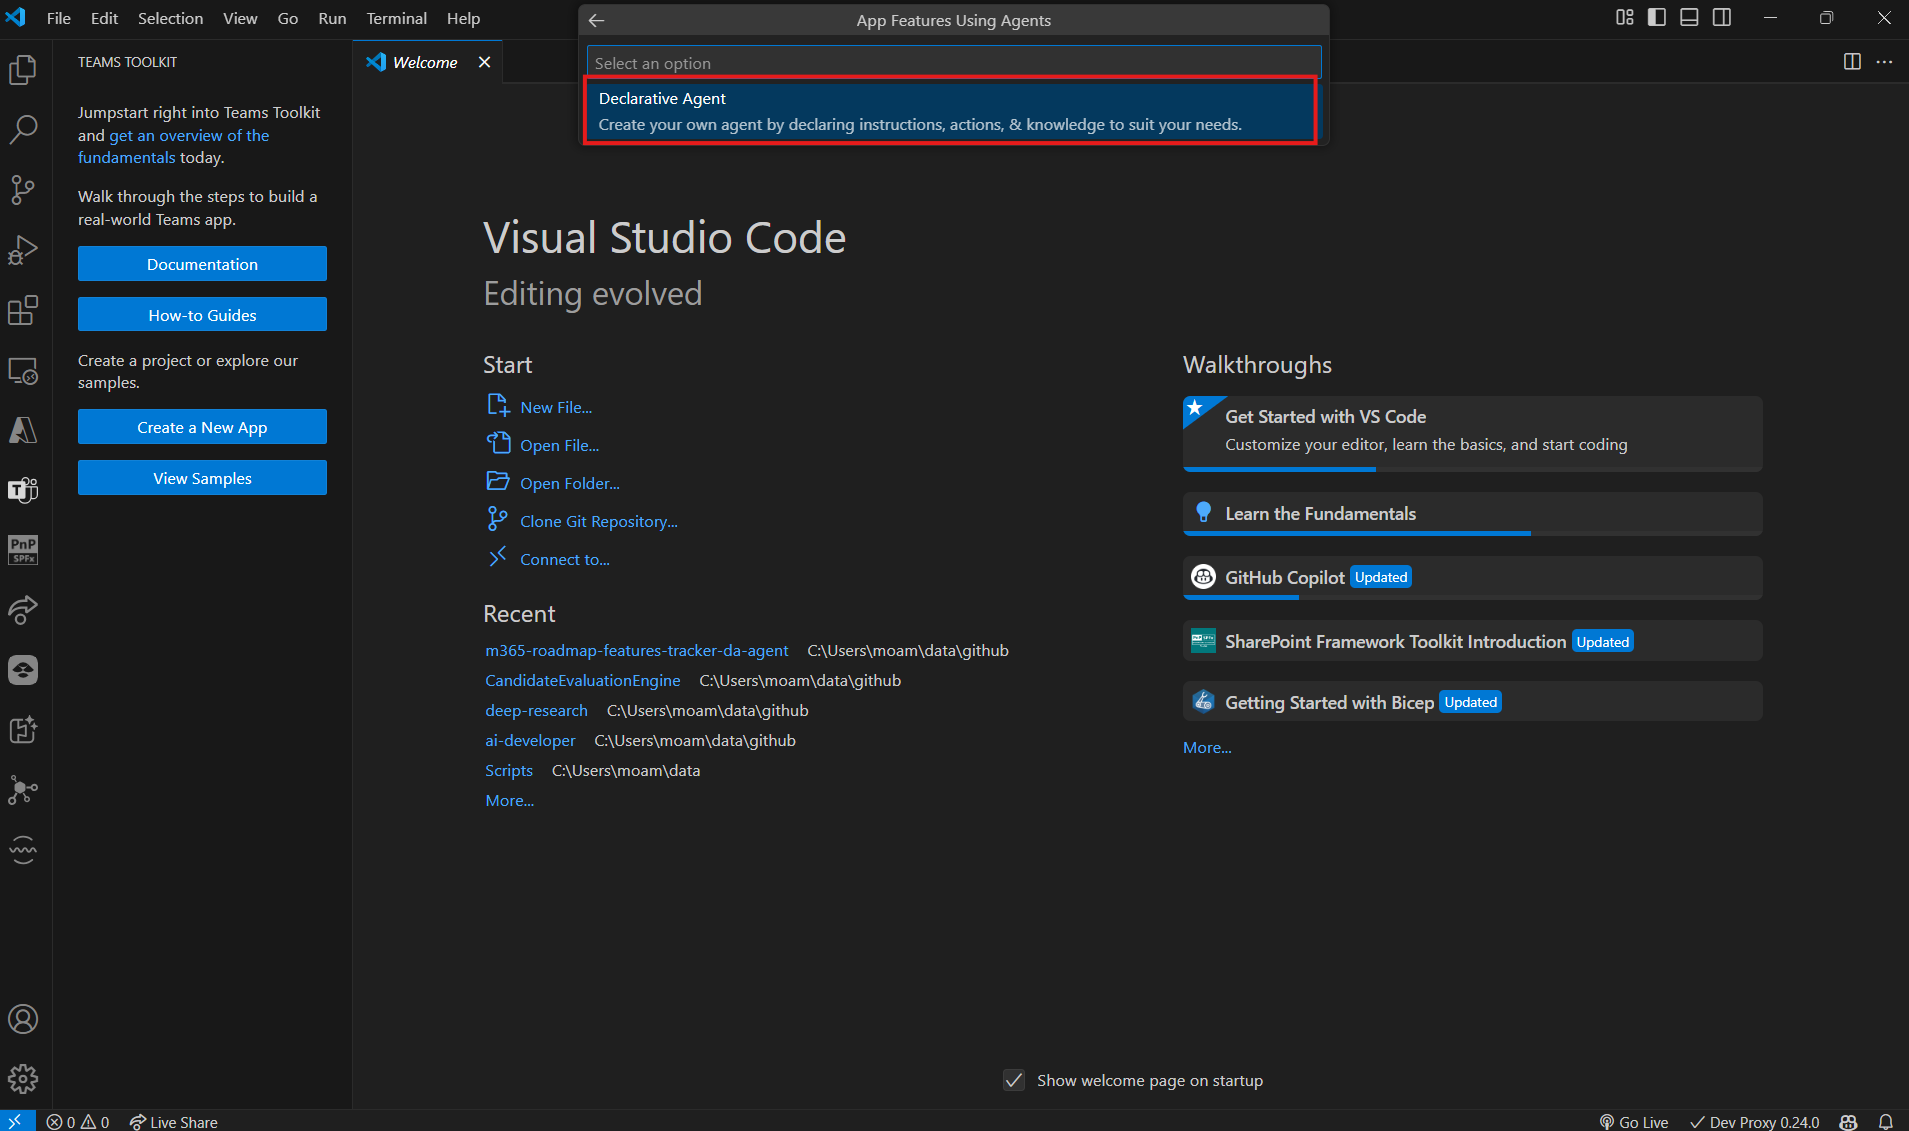 File Edit Selection View Go Run Terminal Help
App Features Using Agents
Select an option
Declarative Agent
Create your own agent by declaring instructions, actions, & knowledge to suit your needs.
TEAMS TOOLKIT
Jumpstart right into Teams Toolkit
and get an overview of the
fundamentals today.
Walk through the steps to build a
real-world Teams app.
Documentation
How-to Guides
Create a project or explore our
samples.
Create a New App
View Samples
Welcome
Visual Studio Code
Editing evolved
Start
New File...
Open File...
Open Folder...
Clone Git Repository...
Connect to...
Recent
m365-roadmap-features-tracker-da-agent C:\Users\moam\data\github
CandidateEvaluationEngine C:\Users\moam\data\github
deep-research C:\Users\moam\data\github
ai-developer C:\Users\moam\data\github
Scripts C:\Users\moam\data
More...
Walkthroughs
Get Started with VS Code
Customize your editor, learn the basics, and start coding
Learn the Fundamentals
GitHub Copilot Updated
SharePoint Framework Toolkit Introduction Updated
Getting Started with Bicep Updated
More...
Show welcome page on startup
T
PnP
SPFx
0 0 Live Share
Go Live Dev Proxy 0.24.0